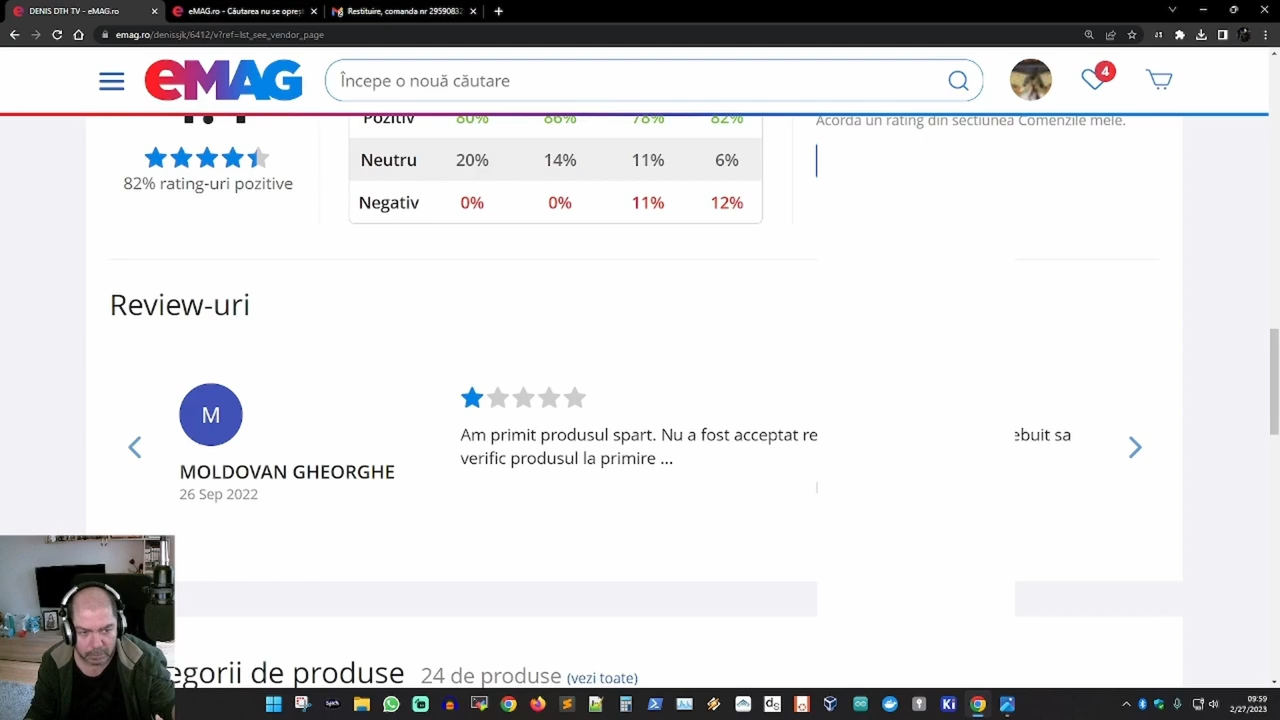 DENIS DTH TV - eMAG.ro
eMAG.ro - Căutarea nu se opreș
Restituire, comanda nr 29590832
emag.ro/denissjk/6412/v?ref=lst_see_vendor_page
eMAG
Începe o nouă căutare
4
Pozitiv 80% 86% 78% 82%
Acorda un rating din sectiunea Comenzile mele.
Neutru 20% 14% 11% 6%
82% rating-uri pozitive
Negativ 0% 0% 11% 12%
Review-uri
M
Am primit produsul spart. Nu a fost acceptat re ebuit sa
verific produsul la primire ...
MOLDOVAN GHEORGHE
26 Sep 2022
egorii de produse 24 de produse (vezi toate)
09:59
2/27/2023